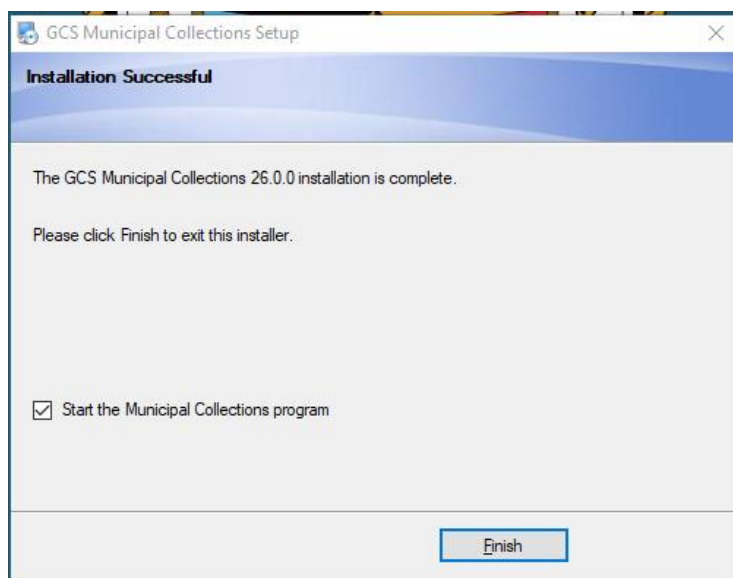 GCS Municipal Collections Setup
Installation Successful
The GCS Municipal Collections 26.0.0 installation is complete.
Please click Finish to exit this installer.
Start the Municipal Collections program
Finish